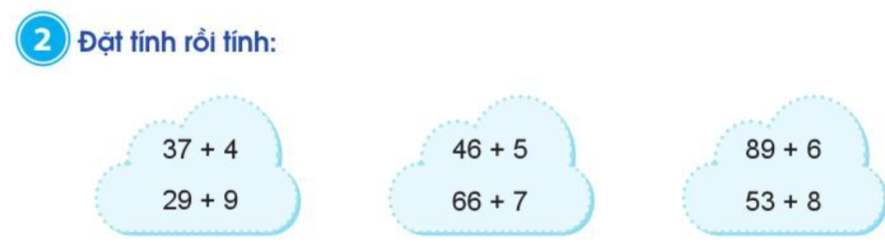 2 Đặt tính rồi tính:
37 + 4 46 + 5 89 + 6
29 + 9 66 + 7 53 + 8